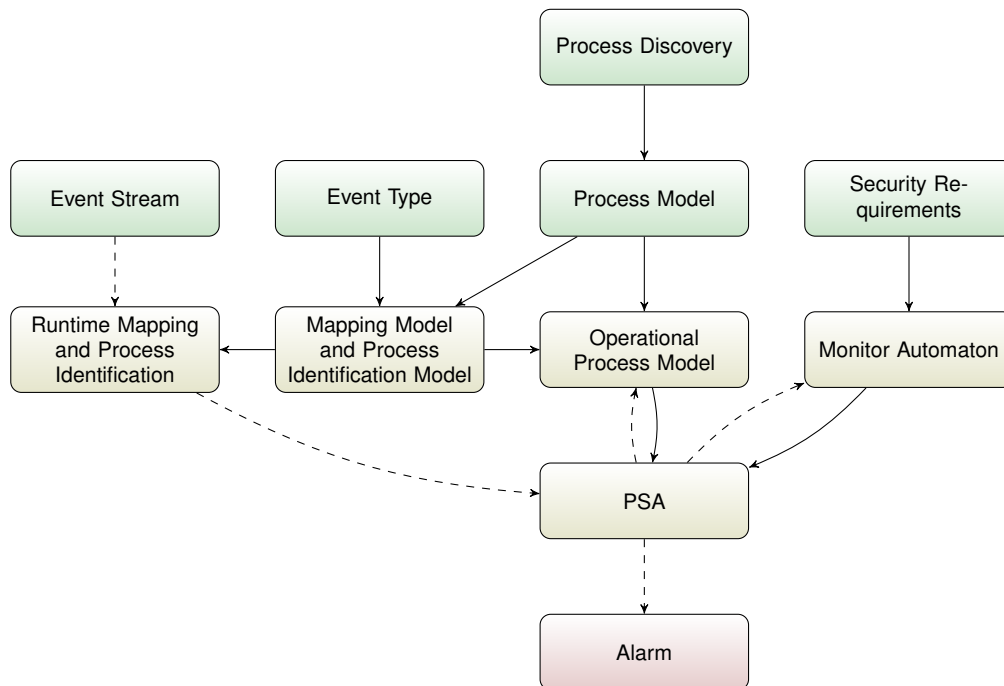 Process Discovery
Event Stream
Event Type
Process Model
Security Re-
quirements
Runtime Mapping
and Process
Identification
Mapping Model
and Process
Identification Model
Operational
Process Model
Monitor Automaton
PSA
Alarm